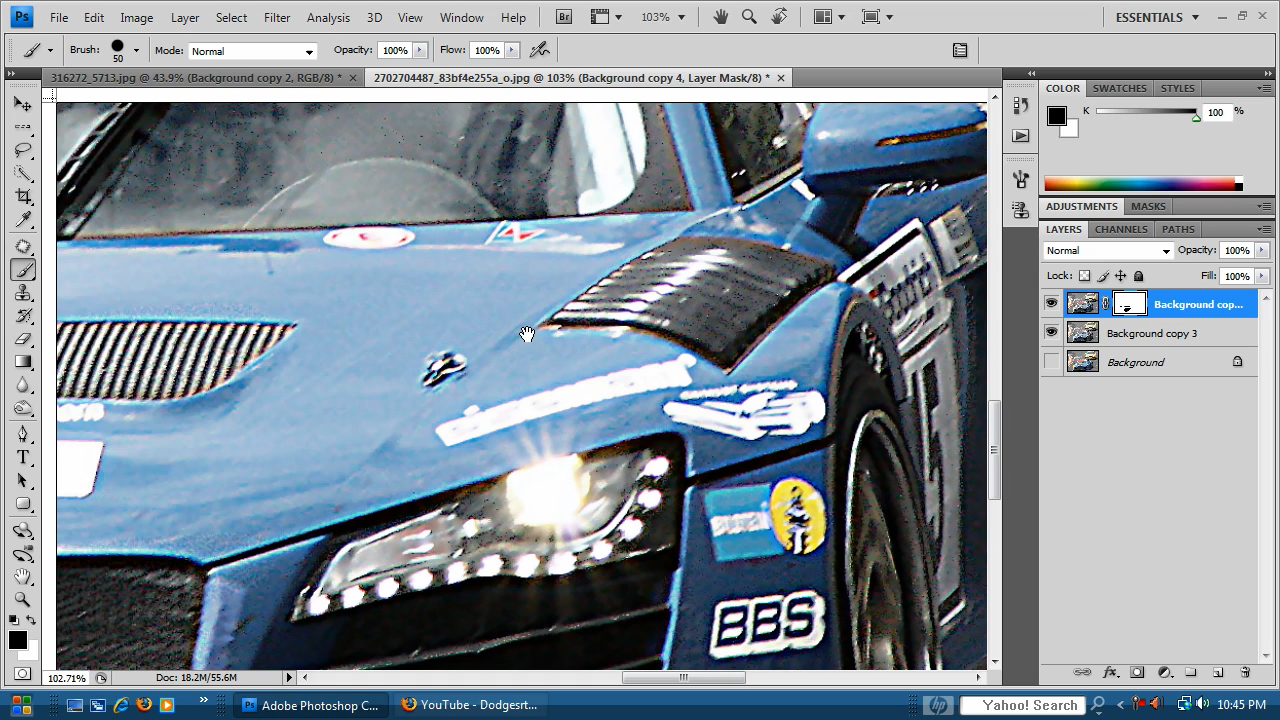 Ps
File Edit Image Layer Select Filter Analysis 3D View Window Help Br 103% ESSENTIALS
Brush: 50 Mode: Normal Opacity: 100% Flow: 100%
316272_5713.jpg @ 43.9% (Background copy 2, RGB/8) * × 2702704487_83bf4e255a_o.jpg @ 103% (Background copy 4, Layer Mask/8) * ×
COLOR SWATCHES STYLES
K 100 %
ADJUSTMENTS MASKS
LAYERS CHANNELS PATHS
Normal Opacity: 100%
Lock: Fill: 100%
Background cop...
Background copy 3
Background
BBS
102.71% Doc: 18.2M/55.6M
Ps Adobe Photoshop C... YouTube - Dodgesrt... hp Yahoo! Search 10:45 PM